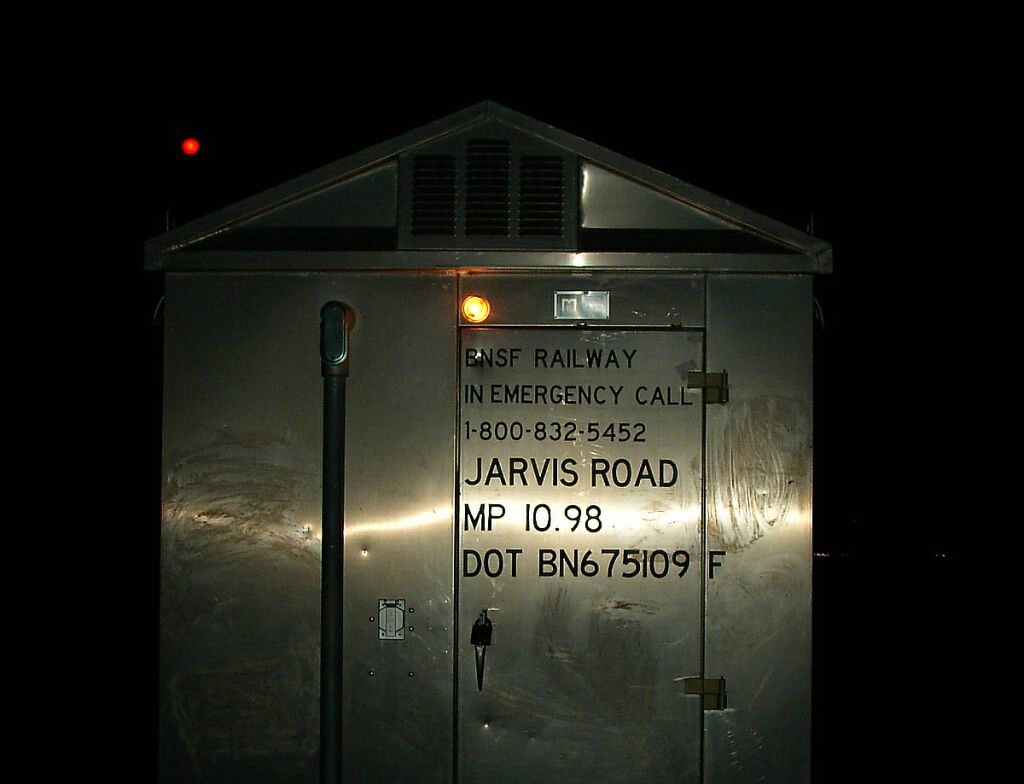 BNSF RAILWAY
IN EMERGENCY CALL
1-800-832-5452
JARVIS ROAD
MP 10.98
DOT BN675109 F